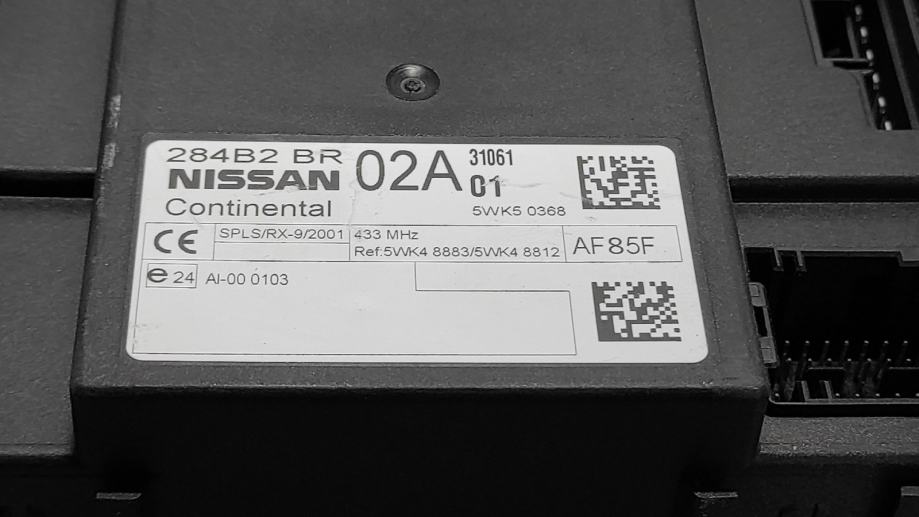 284B2 BR 02A 31061
NISSAN 01
Continental 5WK5 0368
CE SPLS/RX-9/2001 433 MHz AF85F
Ref:5WK4 8883/5WK4 8812
e 24 AI-00 0103